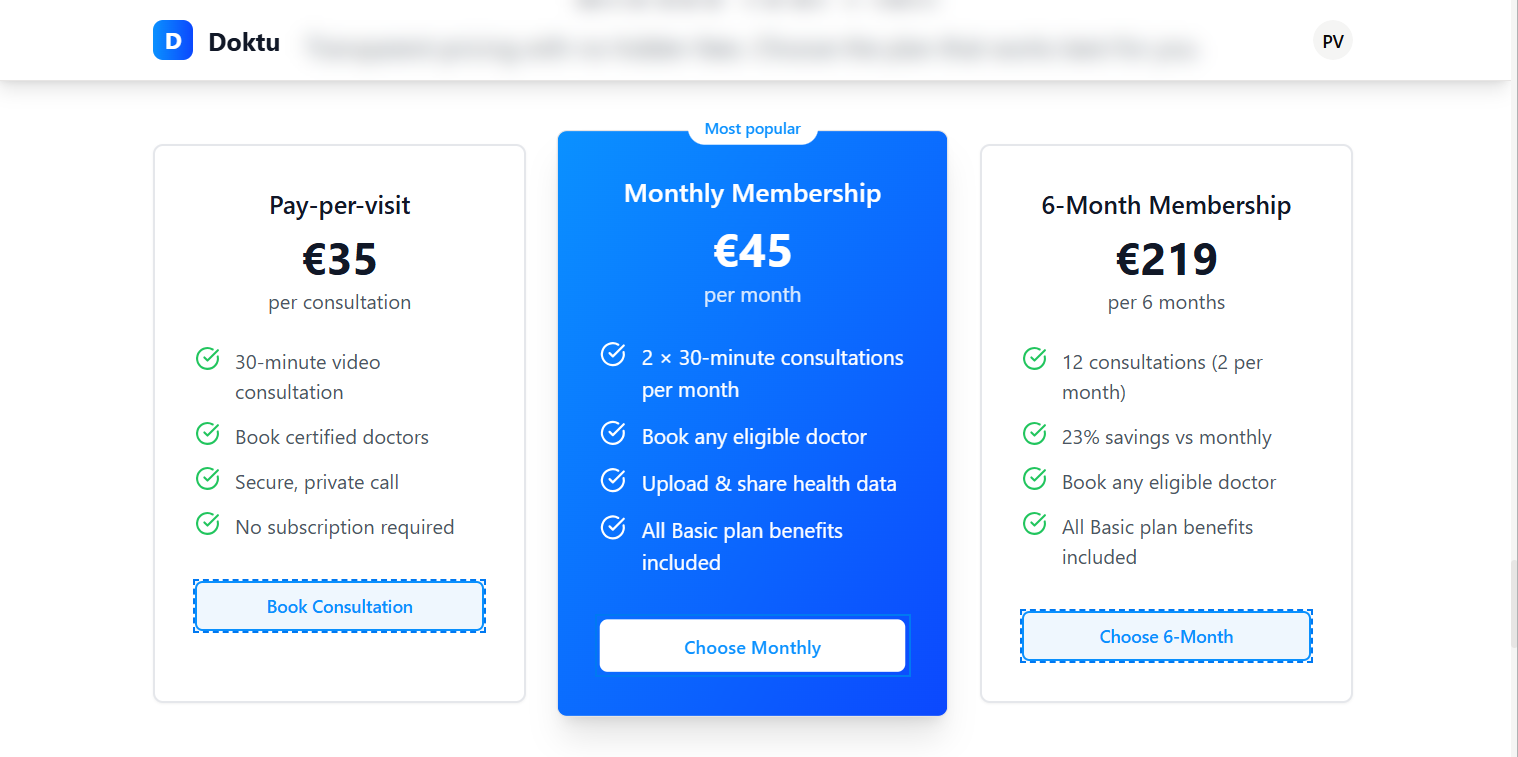 D Doktu
PV
Pay-per-visit
€35
per consultation
30-minute video
consultation
Book certified doctors
Secure, private call
No subscription required
Book Consultation
Most popular
Monthly Membership
€45
per month
2 × 30-minute consultations
per month
Book any eligible doctor
Upload & share health data
All Basic plan benefits
included
Choose Monthly
6-Month Membership
€219
per 6 months
12 consultations (2 per
month)
23% savings vs monthly
Book any eligible doctor
All Basic plan benefits
included
Choose 6-Month